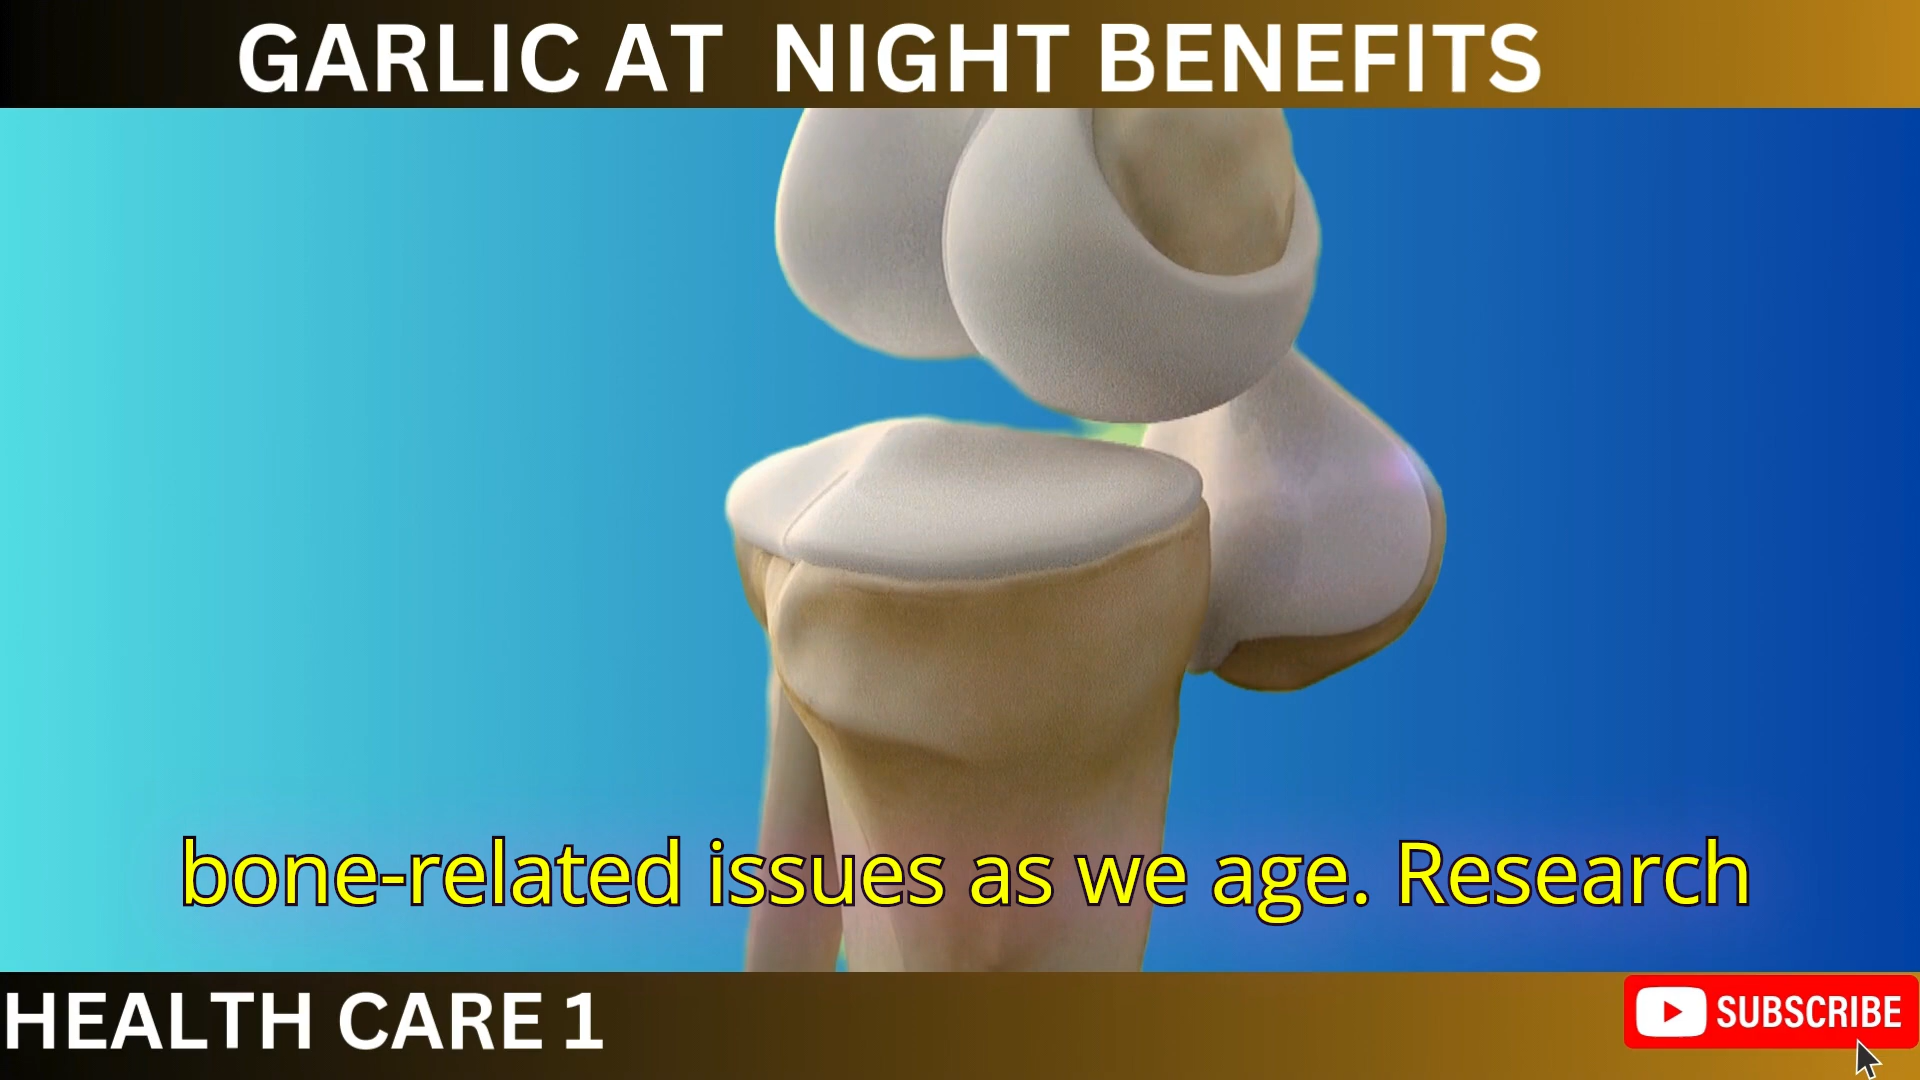 GARLIC AT NIGHT BENEFITS
bone-related issues as we age. Research
HEALTH CARE 1
SUBSCRIBE